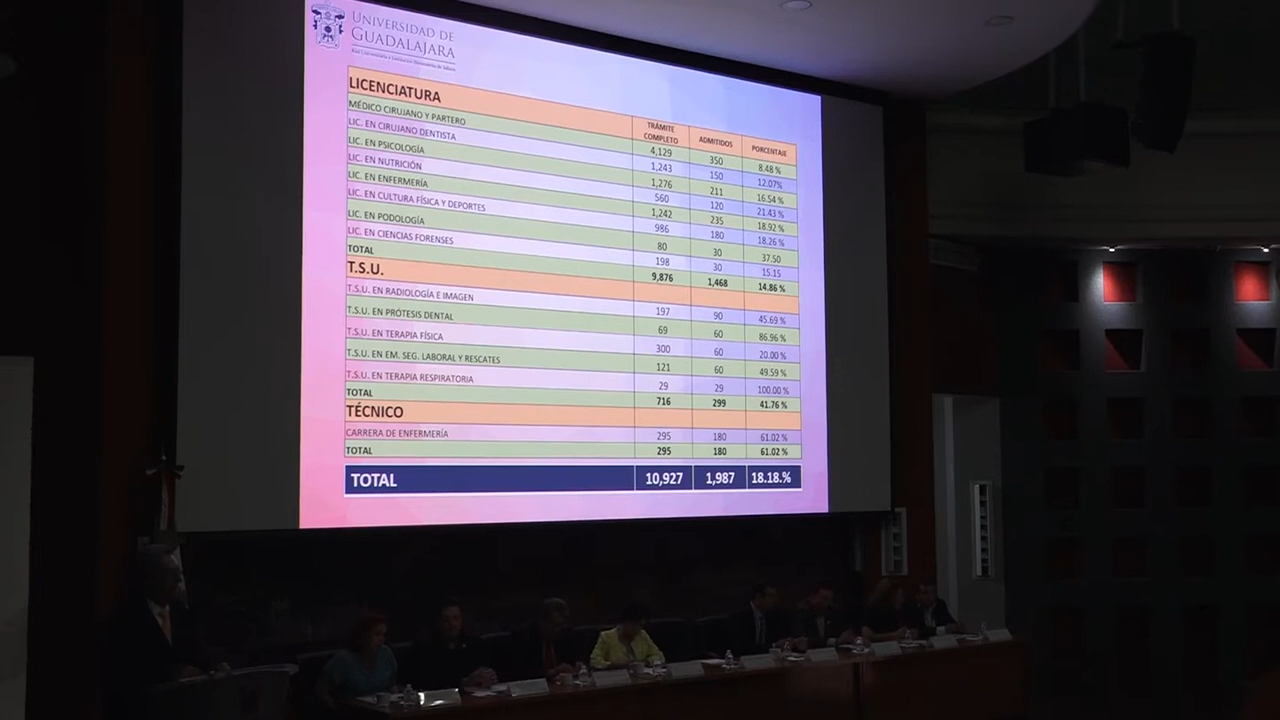 UNIVERSIDAD DE
GUADALAJARA
Red Universitaria e Institución Benemérita de Jalisco
LICENCIATURA TRÁMITE COMPLETO ADMITIDOS PORCENTAJE
MÉDICO CIRUJANO Y PARTERO 4,129 350 8.48 %
LIC. EN CIRUJANO DENTISTA 1,243 150 12.07%
LIC. EN PSICOLOGÍA 1,276 211 16.54 %
LIC. EN NUTRICIÓN 560 120 21.43 %
LIC. EN ENFERMERÍA 1,242 235 18.92 %
LIC. EN CULTURA FÍSICA Y DEPORTES 986 180 18.26 %
LIC. EN PODOLOGÍA 80 30 37.50
LIC. EN CIENCIAS FORENSES 198 30 15.15
TOTAL 9,876 1,468 14.86 %
T.S.U.
T.S.U. EN RADIOLOGÍA E IMAGEN 197 90 45.69 %
T.S.U. EN PRÓTESIS DENTAL 69 60 86.96 %
T.S.U. EN TERAPIA FÍSICA 300 60 20.00 %
T.S.U. EN EM. SEG. LABORAL Y RESCATES 121 60 49.59 %
T.S.U. EN TERAPIA RESPIRATORIA 29 29 100.00 %
TOTAL 716 299 41.76 %
TÉCNICO
CARRERA DE ENFERMERÍA 295 180 61.02 %
TOTAL 295 180 61.02 %
TOTAL 10,927 1,987 18.18.%